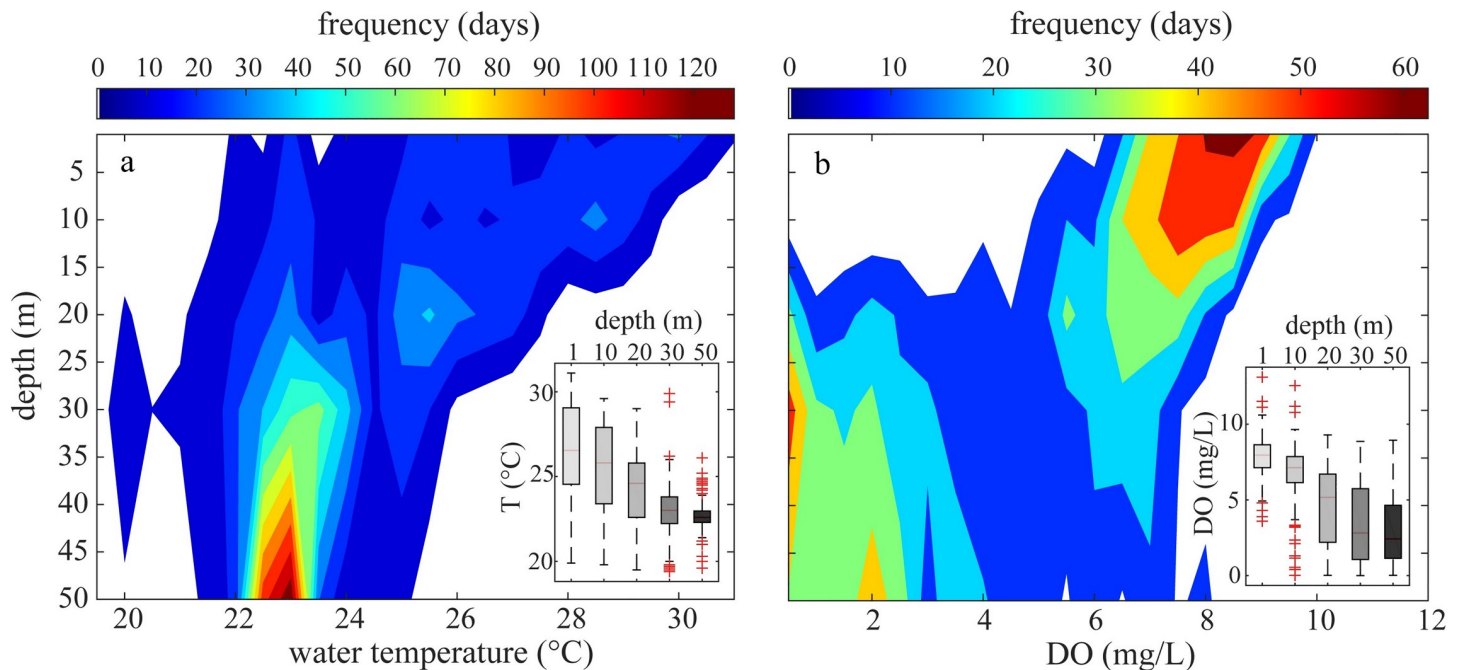 frequency (days)
0 10 20 30 40 50 60 70 80 90 100 110 120
a
5
10
15
20
25
30
35
40
45
50
depth (m)
20 22 24 26 28 30
water temperature (°C)
depth (m)
1 10 20 30 50
30
25
20
T (°C)
frequency (days)
0 10 20 30 40 50 60
b
2 4 6 8 10 12
DO (mg/L)
depth (m)
1 10 20 30 50
10
5
0
DO (mg/L)